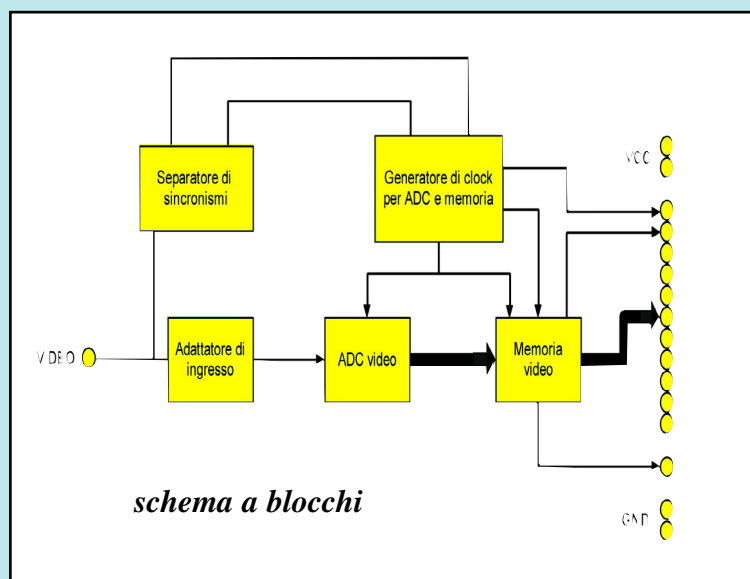 VCC
Separatore di
sincronismi
Generatore di clock
per ADC e memoria
VIDEO
Adattatore di
ingresso
ADC video
Memoria
video
schema a blocchi
GND